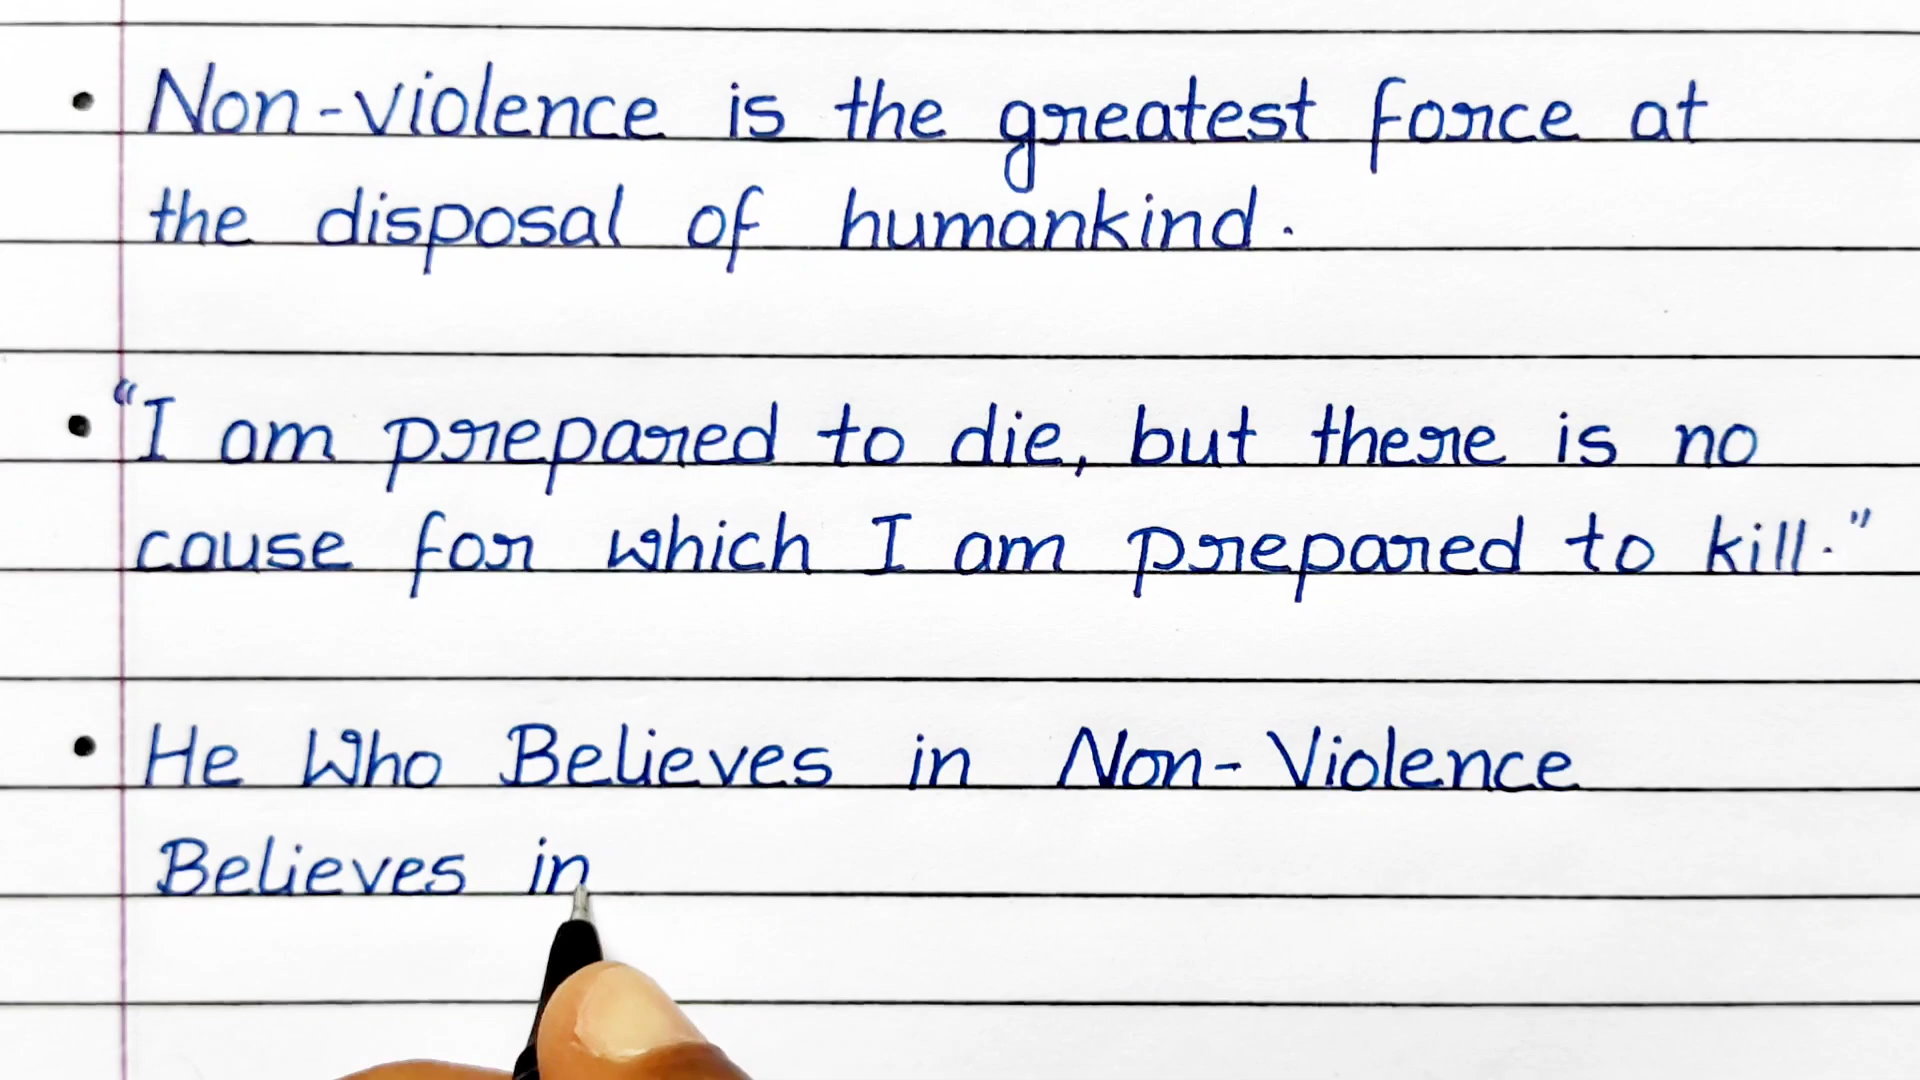 • Non-violence is the greatest force at
the disposal of humankind.
• "I am prepared to die, but there is no
cause for which I am prepared to kill."
• He Who Believes in Non-Violence
Believes in